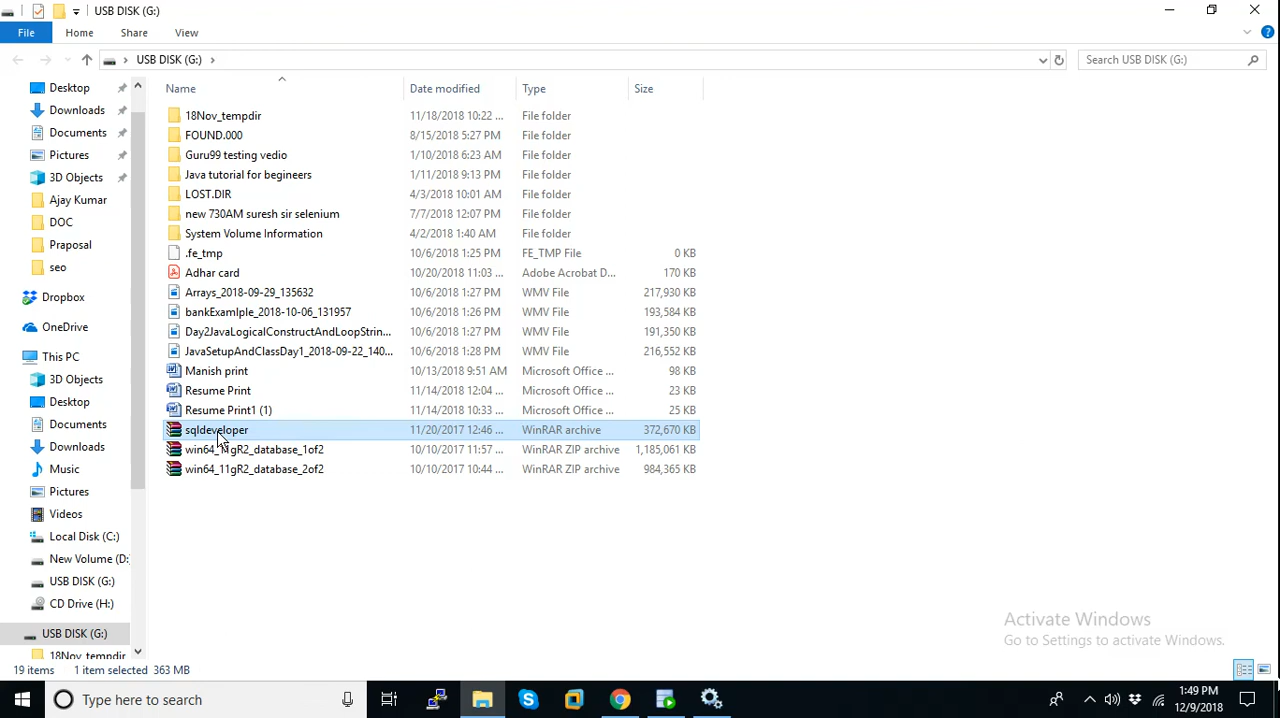 USB DISK (G:)
File Home Share View
USB DISK (G:) Search USB DISK (G:)
Name Date modified Type Size
Desktop
Downloads
Documents
Pictures
3D Objects
Ajay Kumar
DOC
Praposal
seo
Dropbox
OneDrive
This PC
3D Objects
Desktop
Documents
Downloads
Music
Pictures
Videos
Local Disk (C:)
New Volume (D:
USB DISK (G:)
CD Drive (H:)
USB DISK (G:)
18Nov_tempdir
18Nov_tempdir 11/18/2018 10:22 ... File folder
FOUND.000 8/15/2018 5:27 PM File folder
Guru99 testing vedio 1/10/2018 6:23 AM File folder
Java tutorial for begineers 1/11/2018 9:13 PM File folder
LOST.DIR 4/3/2018 10:01 AM File folder
new 730AM suresh sir selenium 7/7/2018 12:07 PM File folder
System Volume Information 4/2/2018 1:40 AM File folder
.fe_tmp 10/6/2018 1:25 PM FE_TMP File 0 KB
Adhar card 10/20/2018 11:03 ... Adobe Acrobat D... 170 KB
Arrays_2018-09-29_135632 10/6/2018 1:27 PM WMV File 217,930 KB
bankExamlple_2018-10-06_131957 10/6/2018 1:26 PM WMV File 193,584 KB
Day2JavaLogicalConstructAndLoopStrin... 10/6/2018 1:27 PM WMV File 191,350 KB
JavaSetupAndClassDay1_2018-09-22_140... 10/6/2018 1:28 PM WMV File 216,552 KB
Manish print 10/13/2018 9:51 AM Microsoft Office ... 98 KB
Resume Print 11/14/2018 12:04 ... Microsoft Office ... 23 KB
Resume Print1 (1) 11/14/2018 10:33 ... Microsoft Office ... 25 KB
sqldeveloper 11/20/2017 12:46 ... WinRAR archive 372,670 KB
win64_11gR2_database_1of2 10/10/2017 11:57 ... WinRAR ZIP archive 1,185,061 KB
win64_11gR2_database_2of2 10/10/2017 10:44 ... WinRAR ZIP archive 984,365 KB
Activate Windows
Go to Settings to activate Windows.
19 items 1 item selected 363 MB
Type here to search
1:49 PM
12/9/2018